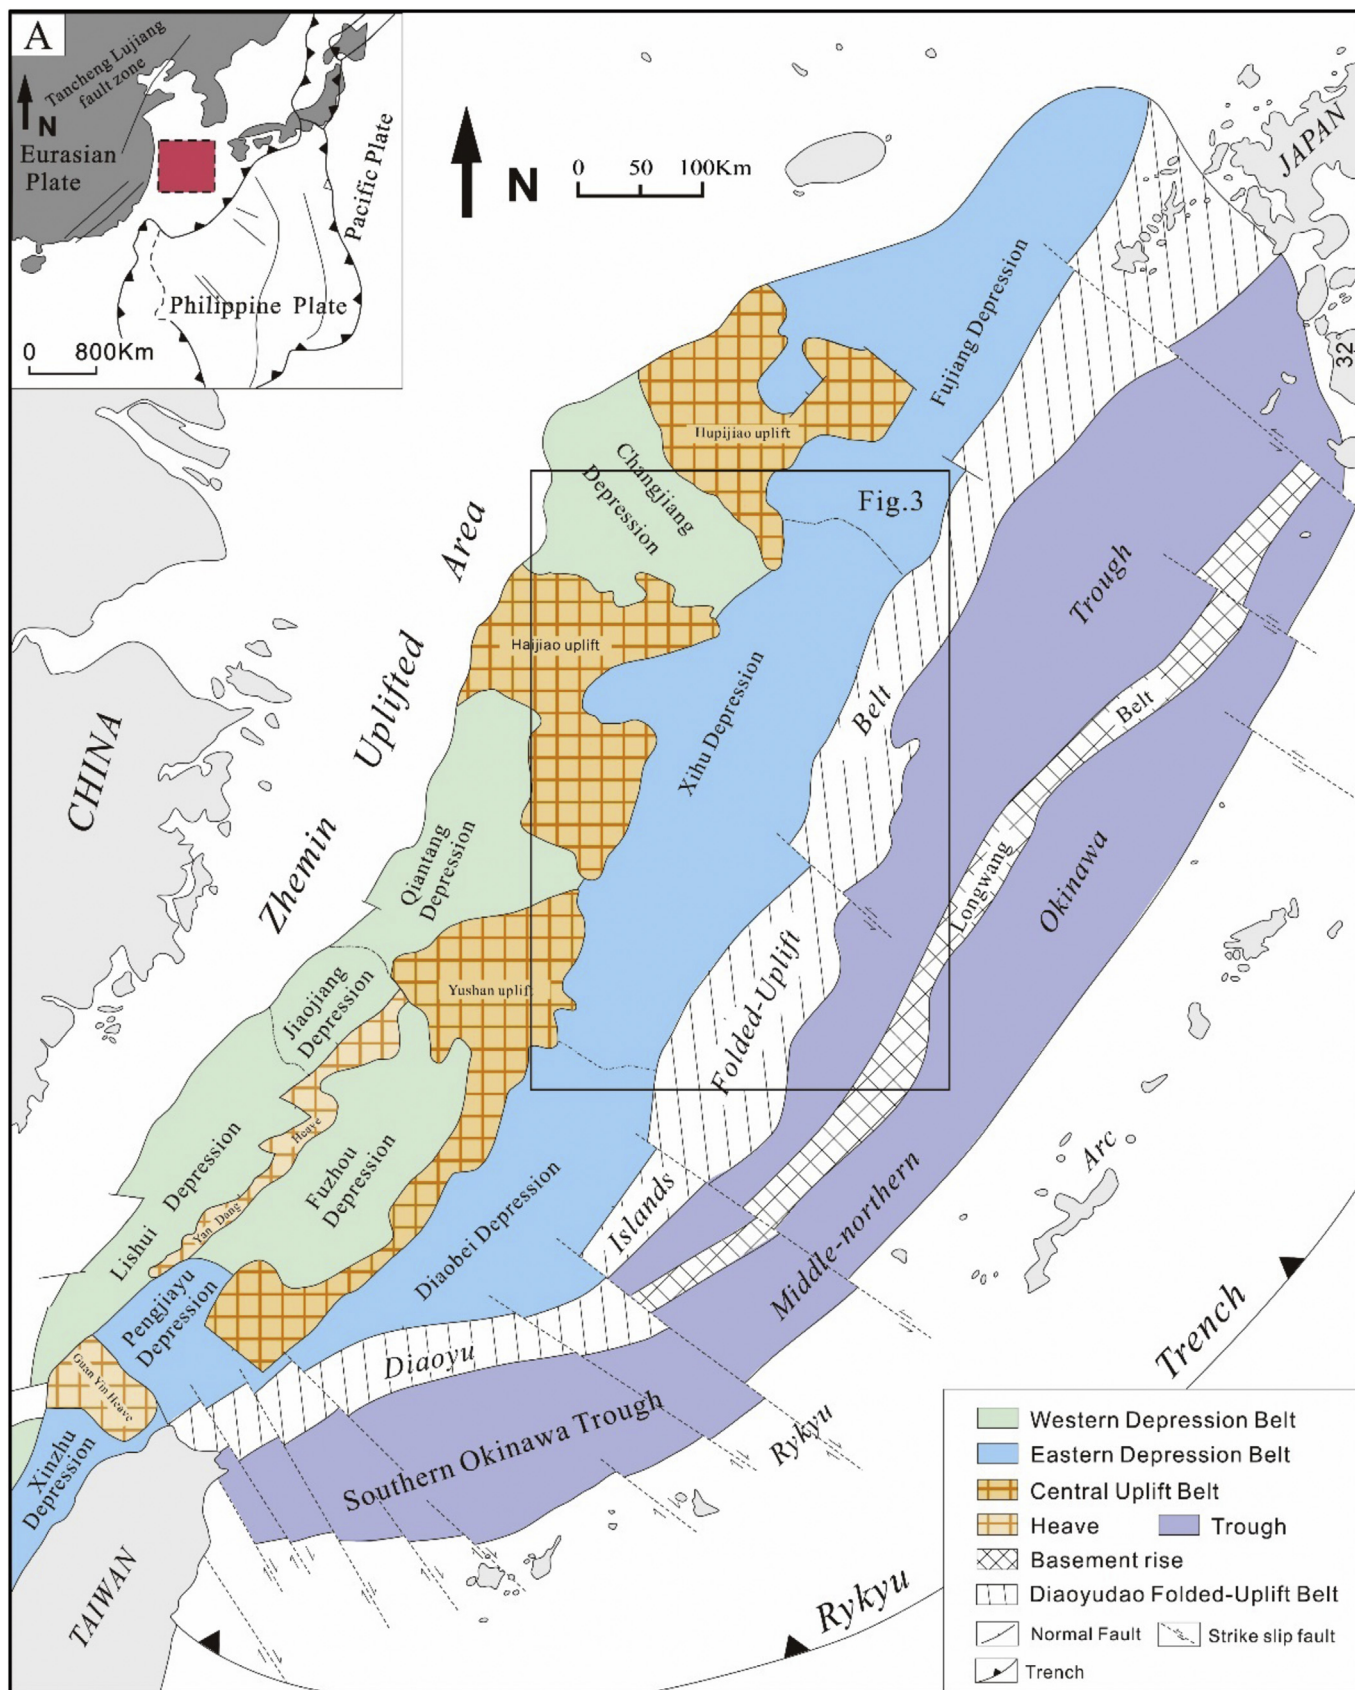 A
Tancheng Lujiang
fault zone
N
Eurasian
Plate
Pacific Plate
Philippine Plate
0 800Km
N
0 50 100Km
JAPAN
32
Fujiang Depression
Hupijiao uplift
Changjiang
Depression
Fig.3
Zhemin Uplifted Area
Haijiao uplift
Xihu Depression
Trough
Belt
Belt
CHINA
Qiantang
Depression
Longwang
Okinawa
Jiaojiang
Depression
Yushan uplift
Folded-Uplift
Heave
Fuzhou
Depression
Yan Dang
Lishui Depression
Arc
Diaobei Depression
Islands
Middle-northern
Pengjiayu
Depression
Guan Yin Heave
Diaoyu
Trench
Xinzhu
Depression
Southern Okinawa Trough
Rykyu
TAIWAN
Rykyu
Western Depression Belt
Eastern Depression Belt
Central Uplift Belt
Heave
Trough
Basement rise
Diaoyudao Folded-Uplift Belt
Normal Fault
Strike slip fault
Trench